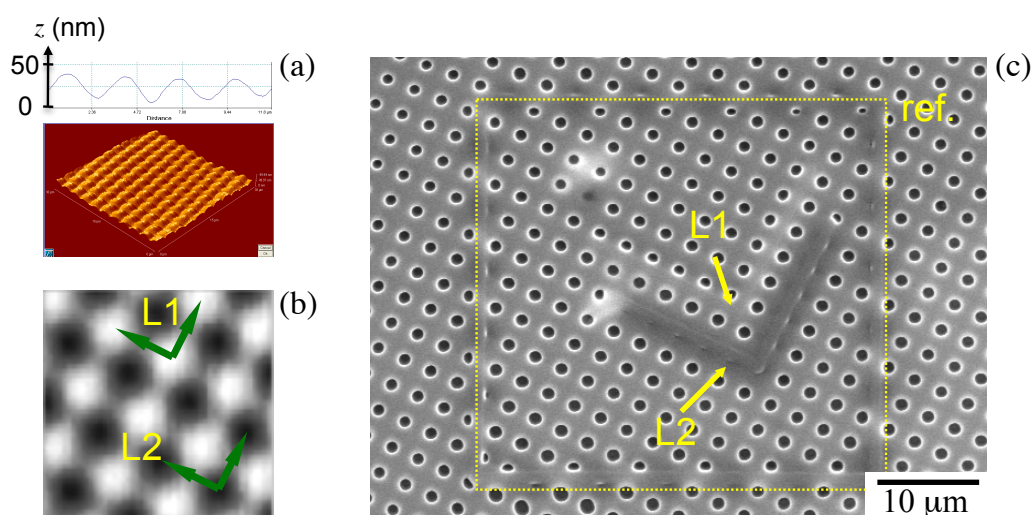 z (nm)
(a)
50
0
2.36 4.72 7.08 9.44 11.8 μm
Distance
(b)
L1
L2
(c)
ref.
L1
L2
10 μm